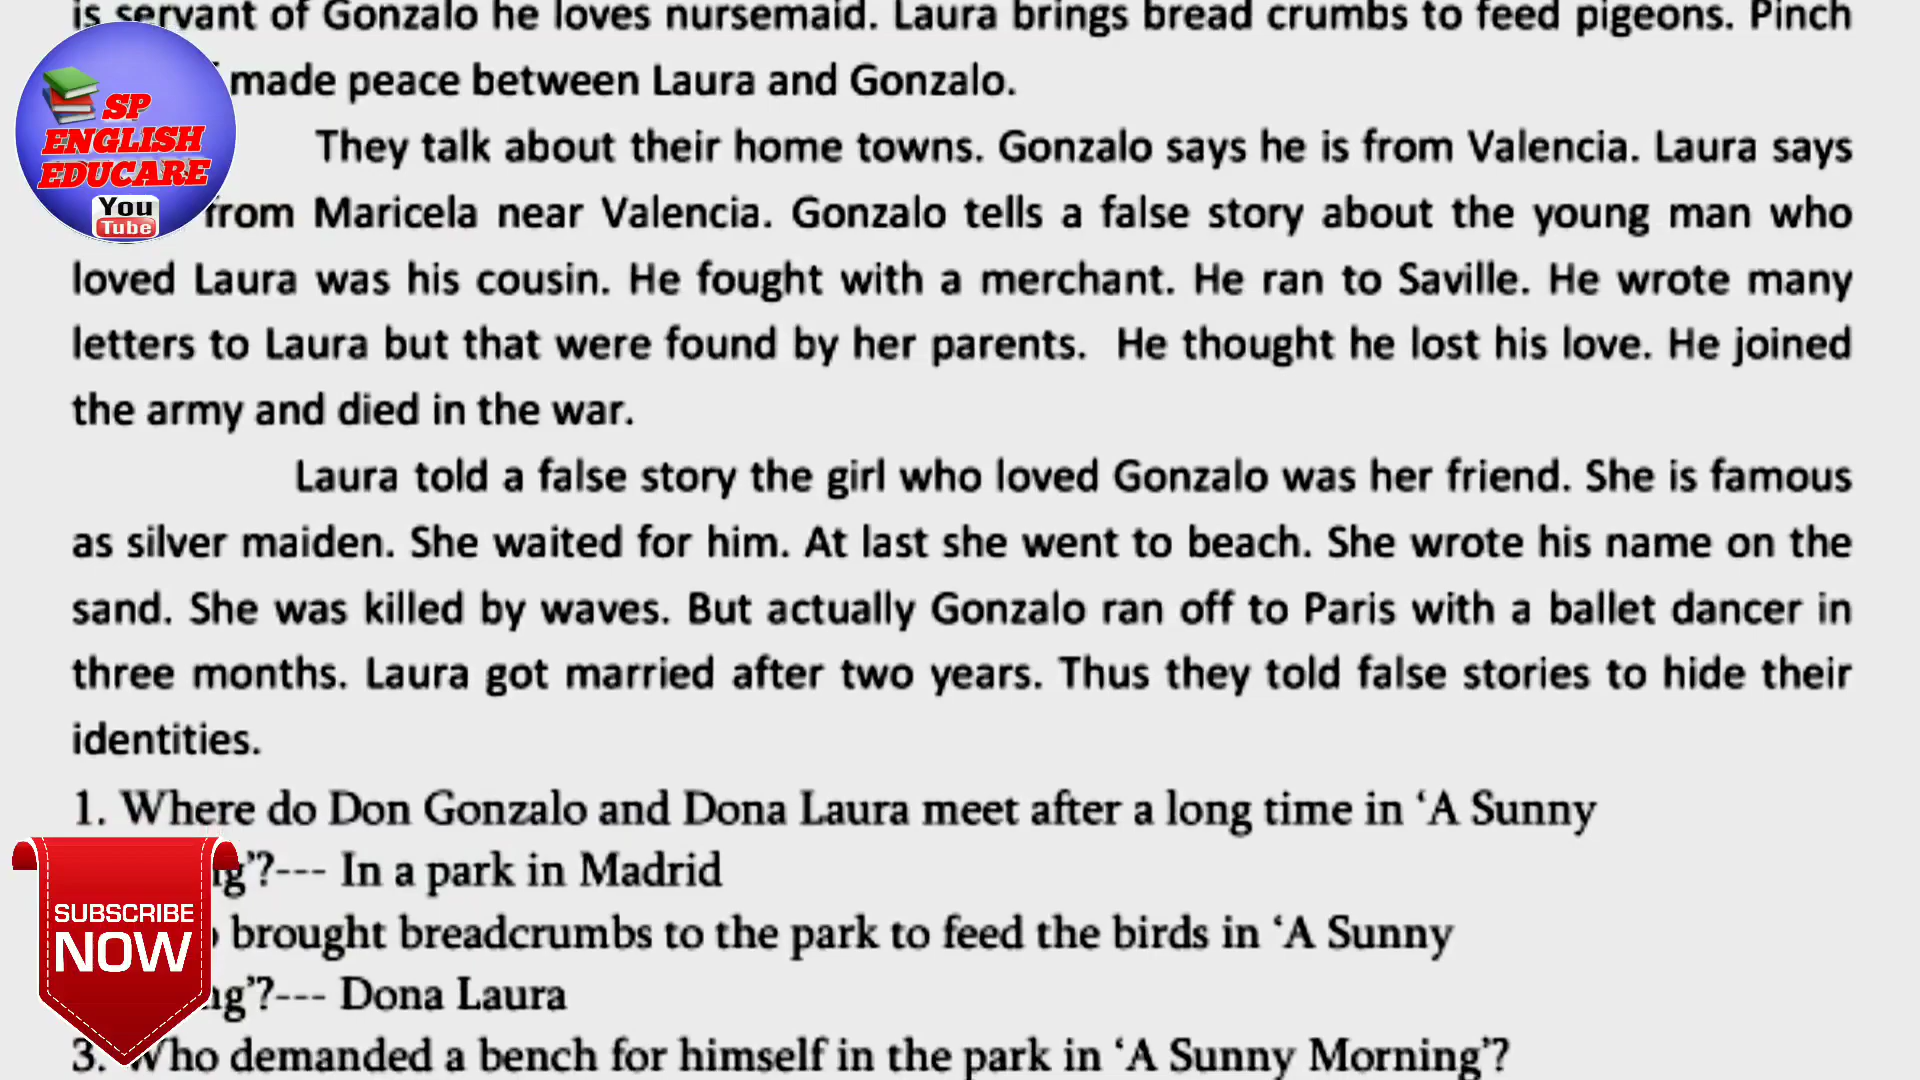 is servant of Gonzalo he loves nursemaid. Laura brings bread crumbs to feed pigeons. Pinch
made peace between Laura and Gonzalo.
They talk about their home towns. Gonzalo says he is from Valencia. Laura says
from Maricela near Valencia. Gonzalo tells a false story about the young man who
loved Laura was his cousin. He fought with a merchant. He ran to Saville. He wrote many
letters to Laura but that were found by her parents. He thought he lost his love. He joined
the army and died in the war.
Laura told a false story the girl who loved Gonzalo was her friend. She is famous
as silver maiden. She waited for him. At last she went to beach. She wrote his name on the
sand. She was killed by waves. But actually Gonzalo ran off to Paris with a ballet dancer in
three months. Laura got married after two years. Thus they told false stories to hide their
identities.
1. Where do Don Gonzalo and Dona Laura meet after a long time in ‘A Sunny
’?--- In a park in Madrid
brought breadcrumbs to the park to feed the birds in ‘A Sunny
’?--- Dona Laura
3. Who demanded a bench for himself in the park in ‘A Sunny Morning’?
SP
ENGLISH
EDUCARE
You
Tube
SUBSCRIBE
NOW